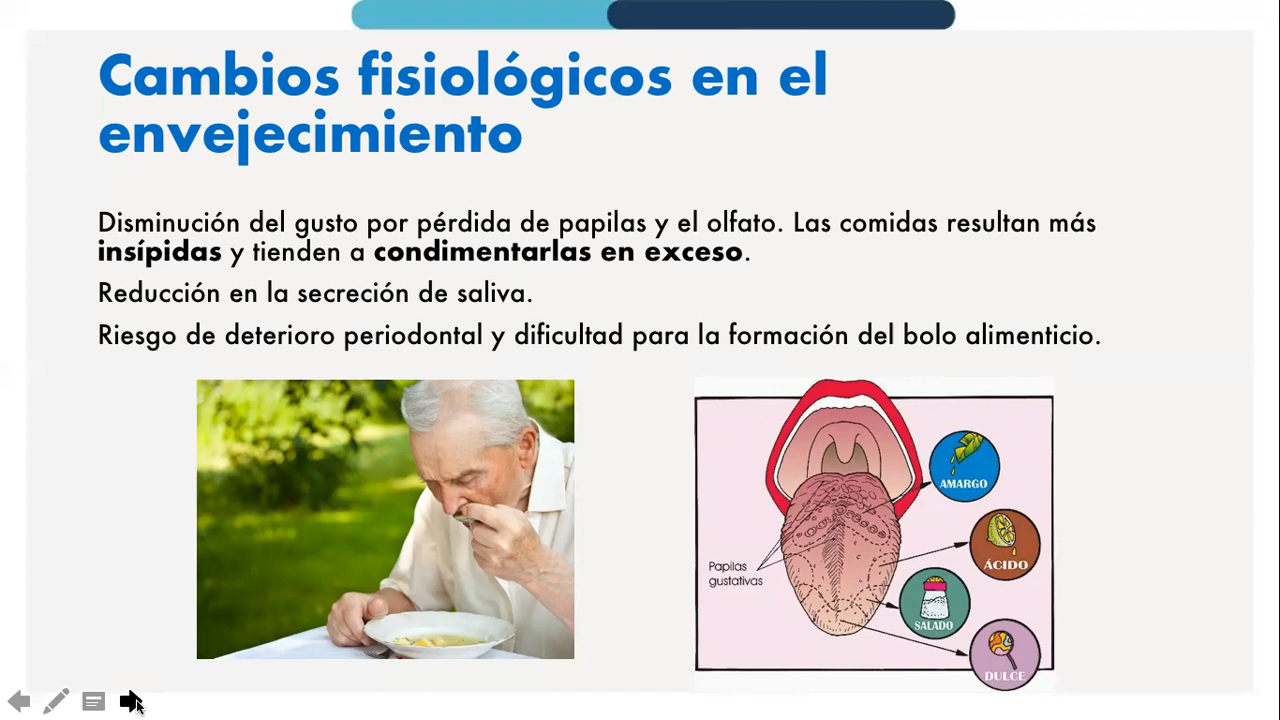 Cambios fisiológicos en el
envejecimiento
Disminución del gusto por pérdida de papilas y el olfato. Las comidas resultan más
insípidas y tienden a condimentarlas en exceso.
Reducción en la secreción de saliva.
Riesgo de deterioro periodontal y dificultad para la formación del bolo alimenticio.
AMARGO
ÁCIDO
Papilas
gustativas
SALADO
DULCE